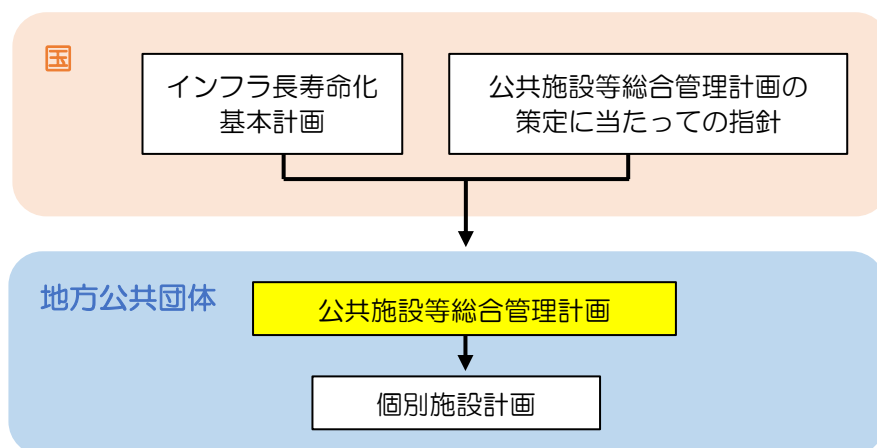 国
インフラ長寿命化
基本計画
公共施設等総合管理計画の
策定に当たっての指針
地方公共団体
公共施設等総合管理計画
個別施設計画